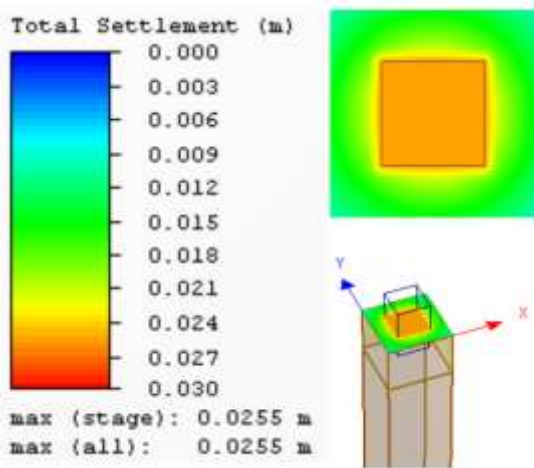 Total Settlement (m)
0.000
0.003
0.006
0.009
0.012
0.015
0.018
0.021
0.024
0.027
0.030
max (stage): 0.0255 m
max (all): 0.0255 m
Y
X